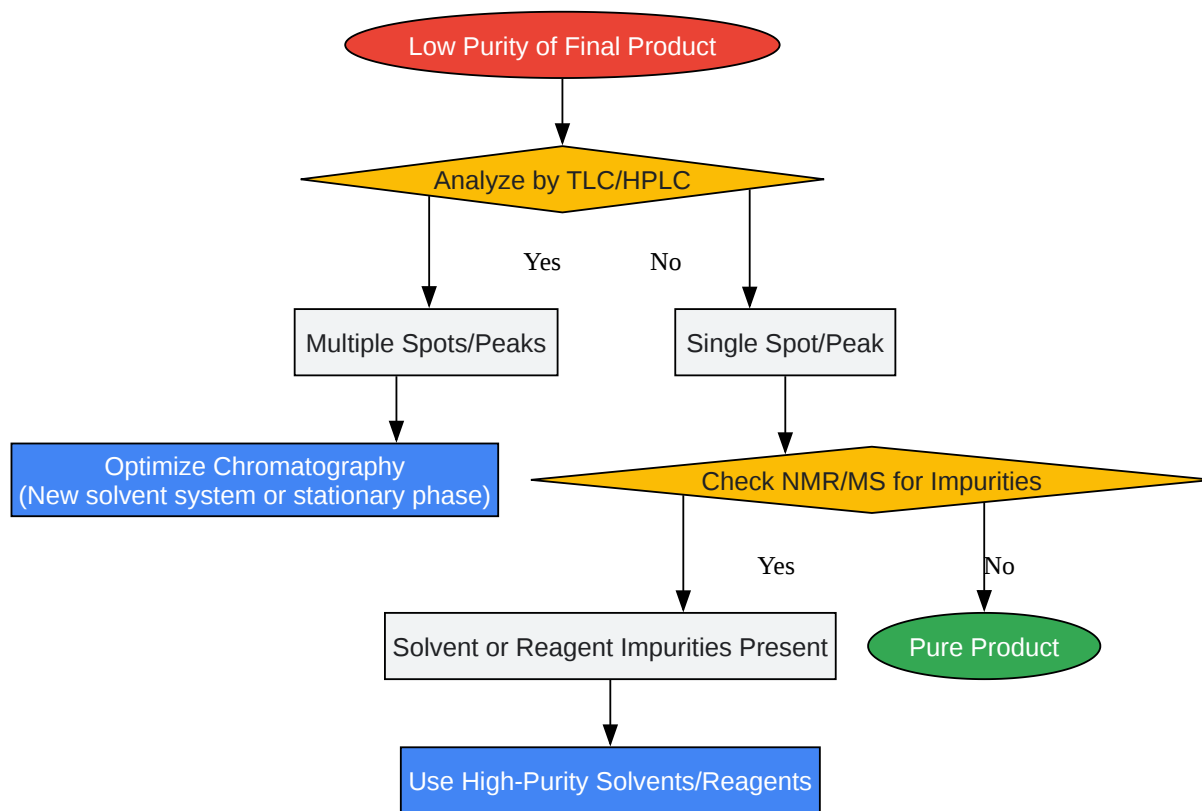 Low Purity of Final Product
Analyze by TLC/HPLC
Yes
No
Multiple Spots/Peaks
Single Spot/Peak
Optimize Chromatography
(New solvent system or stationary phase)
Check NMR/MS for Impurities
Yes
No
Solvent or Reagent Impurities Present
Pure Product
Use High-Purity Solvents/Reagents